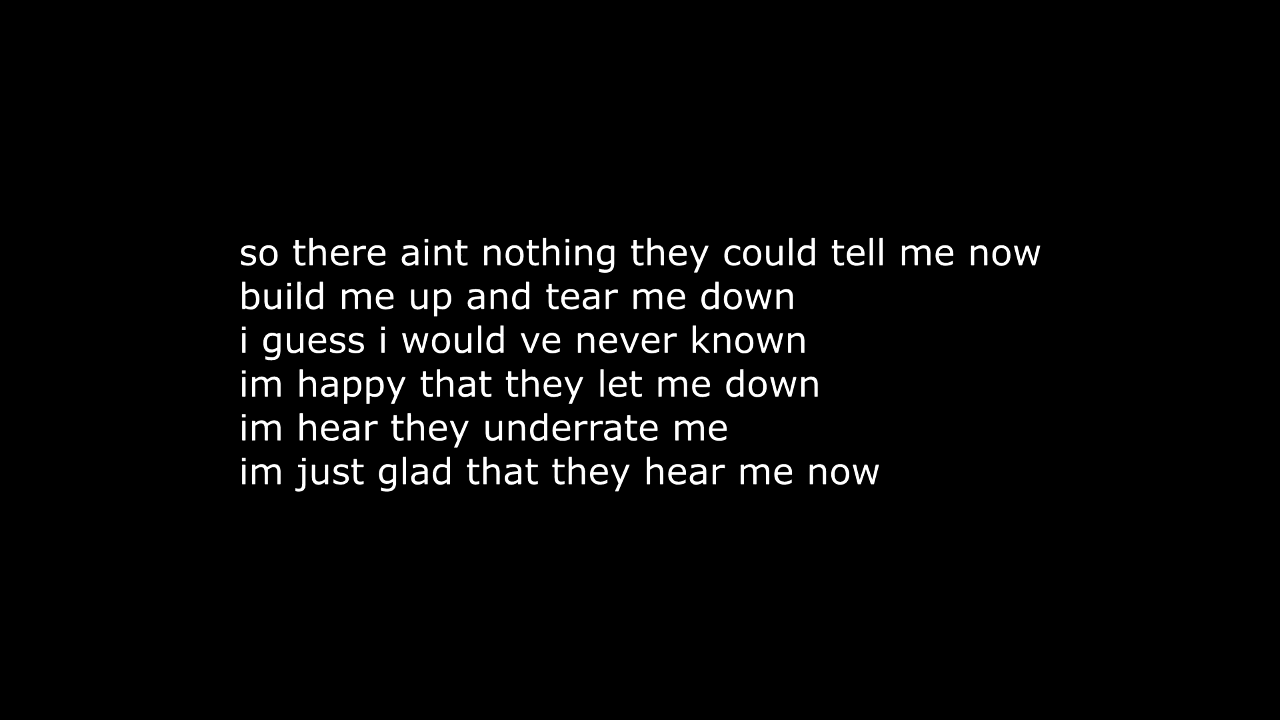 so there aint nothing they could tell me now
build me up and tear me down
i guess i would ve never known
im happy that they let me down
im hear they underrate me
im just glad that they hear me now